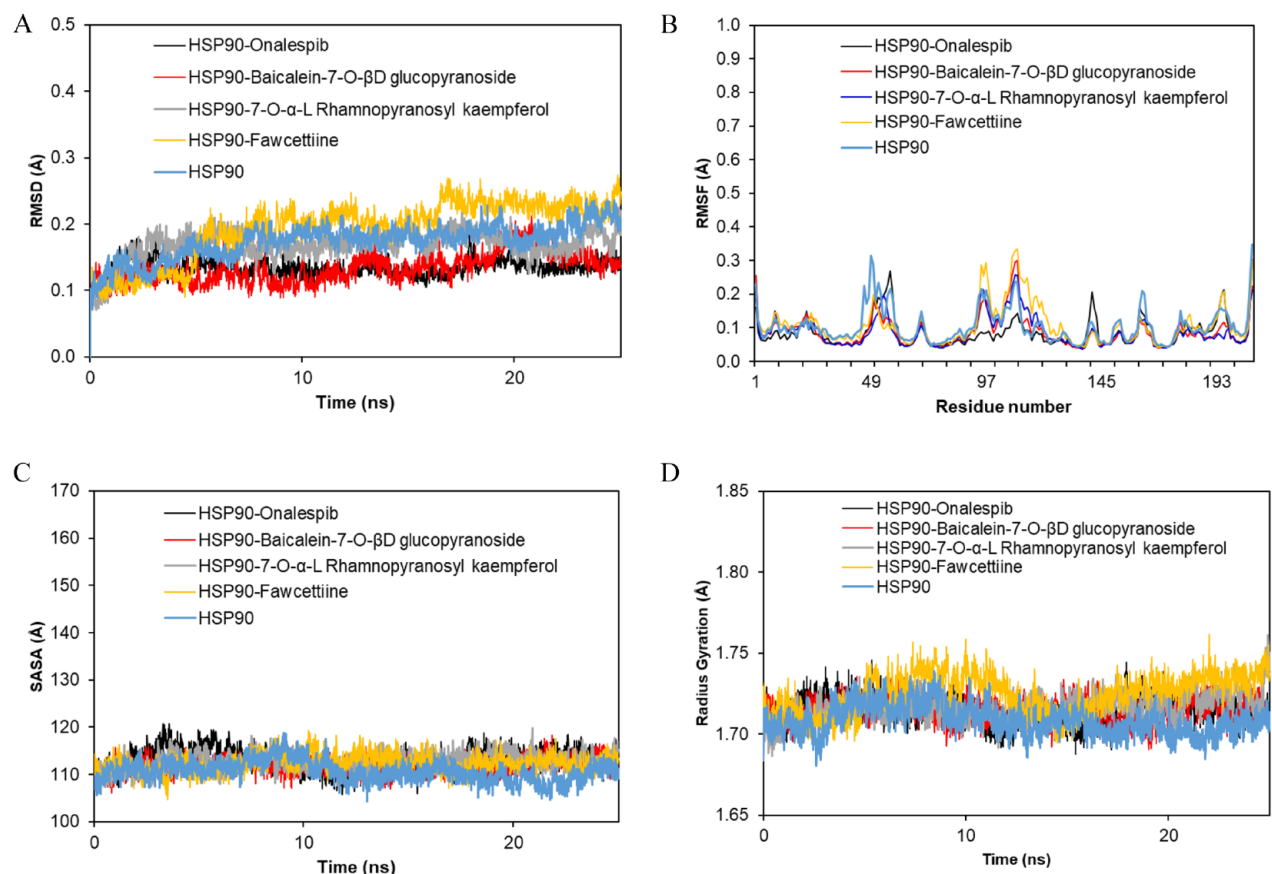 A
0.5
0.4
0.3
0.2
0.1
0.0
RMSD (Å)
HSP90-Onalespib
HSP90-Baicalein-7-O-βD glucopyranoside
HSP90-7-O-α-L Rhamnopyranosyl kaempferol
HSP90-Fawcettiine
HSP90
0 10 20
Time (ns)
B
1.0
0.9
0.8
0.7
0.6
0.5
0.4
0.3
0.2
0.1
0.0
RMSF (Å)
HSP90-Onalespib
HSP90-Baicalein-7-O-βD glucopyranoside
HSP90-7-O-α-L Rhamnopyranosyl kaempferol
HSP90-Fawcettiine
HSP90
1 49 97 145 193
Residue number
C
170
160
150
140
130
120
110
100
SASA (Å)
HSP90-Onalespib
HSP90-Baicalein-7-O-βD glucopyranoside
HSP90-7-O-α-L Rhamnopyranosyl kaempferol
HSP90-Fawcettiine
HSP90
0 10 20
Time (ns)
D
1.85
1.80
1.75
1.70
1.65
Radius Gyration (Å)
HSP90-Onalespib
HSP90-Baicalein-7-O-βD glucopyranoside
HSP90-7-O-α-L Rhamnopyranosyl kaempferol
HSP90-Fawcettiine
HSP90
0 10 20
Time (ns)